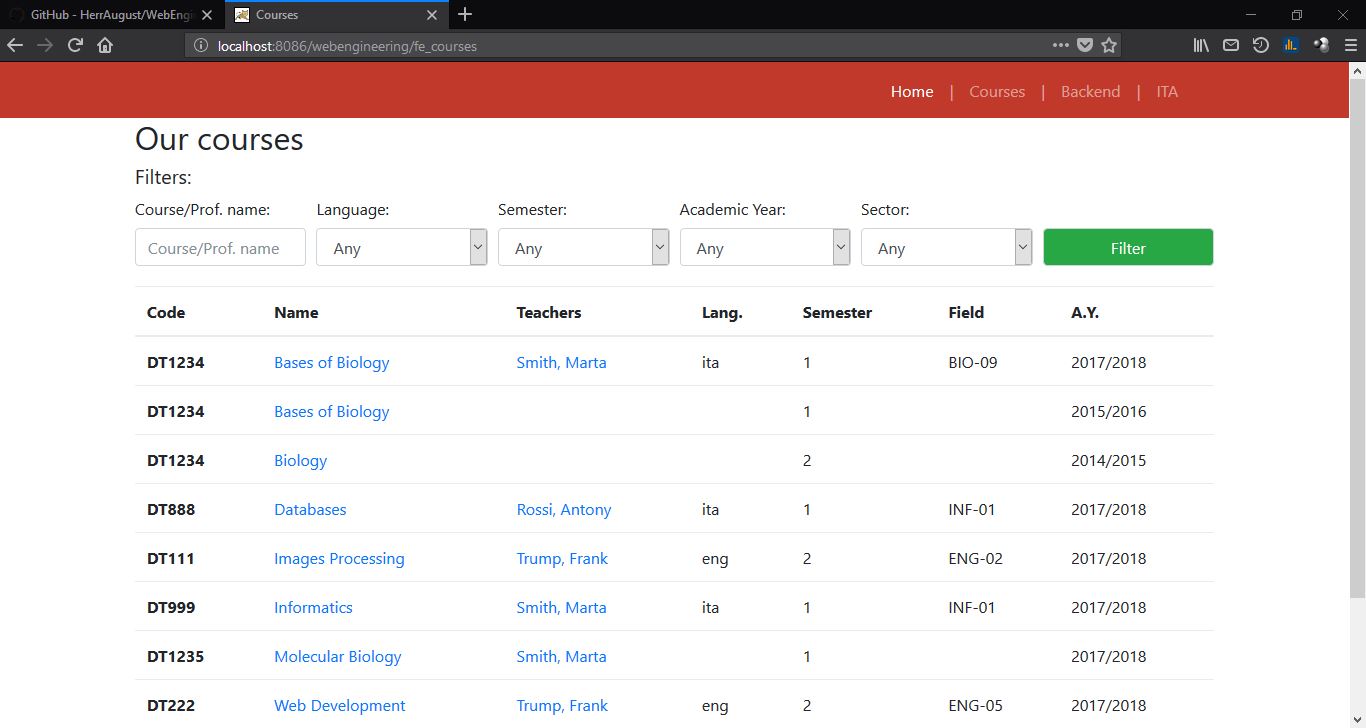 GitHub - HerrAugust/WebEngin
Courses
localhost:8086/webengineering/fe_courses
Home | Courses | Backend | ITA
Our courses
Filters:
Course/Prof. name: Language: Semester: Academic Year: Sector:
Course/Prof. name Any Any Any Any Filter
Code Name Teachers Lang. Semester Field A.Y.
DT1234 Bases of Biology Smith, Marta ita 1 BIO-09 2017/2018
DT1234 Bases of Biology 1 2015/2016
DT1234 Biology 2 2014/2015
DT888 Databases Rossi, Antony ita 1 INF-01 2017/2018
DT111 Images Processing Trump, Frank eng 2 ENG-02 2017/2018
DT999 Informatics Smith, Marta ita 1 INF-01 2017/2018
DT1235 Molecular Biology Smith, Marta 1 2017/2018
DT222 Web Development Trump, Frank eng 2 ENG-05 2017/2018